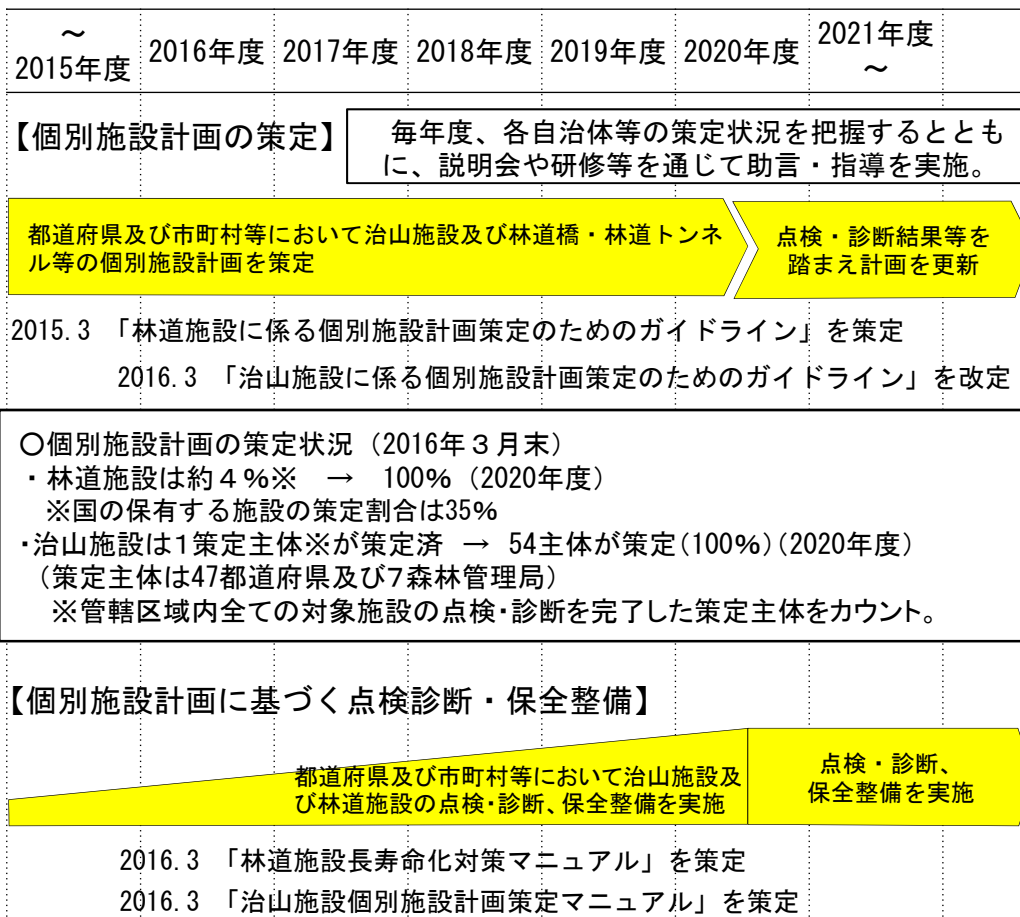 ～
2015年度
2016年度
2017年度
2018年度
2019年度
2020年度
2021年度
～
【個別施設計画の策定】
毎年度、各自治体等の策定状況を把握するととも
に、説明会や研修等を通じて助言・指導を実施。
都道府県及び市町村等において治山施設及び林道橋・林道トンネ
ル等の個別施設計画を策定
点検・診断結果等を
踏まえ計画を更新
2015.3 「林道施設に係る個別施設計画策定のためのガイドライン」を策定
2016.3 「治山施設に係る個別施設計画策定のためのガイドライン」を改定
○個別施設計画の策定状況（2016年３月末）
・林道施設は約４%※ → 100%（2020年度）
※国の保有する施設の策定割合は35%
・治山施設は１策定主体※が策定済 → 54主体が策定(100%)(2020年度)
（策定主体は47都道府県及び７森林管理局）
※管轄区域内全ての対象施設の点検・診断を完了した策定主体をカウント。
【個別施設計画に基づく点検診断・保全整備】
都道府県及び市町村等において治山施設及
び林道施設の点検・診断、保全整備を実施
点検・診断、
保全整備を実施
2016.3 「林道施設長寿命化対策マニュアル」を策定
2016.3 「治山施設個別施設計画策定マニュアル」を策定